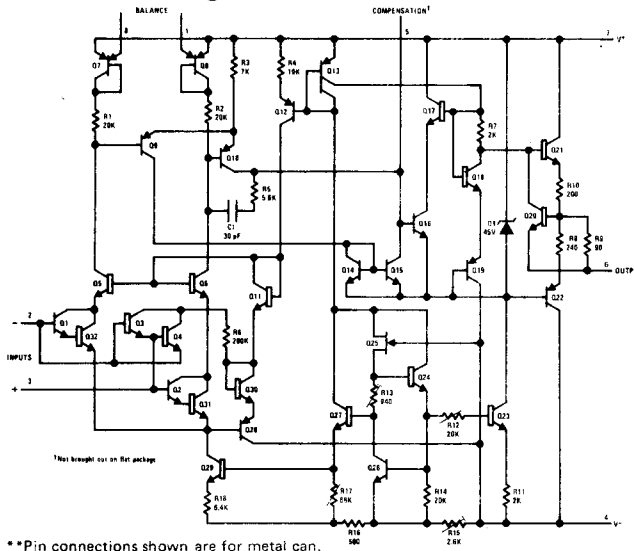 BALANCE
COMPENSATION†
8
1
5
7 V+
Q7
Q8
R3
7K
R4
10K
Q13
Q12
Q17
R7
2K
R1
20K
R2
20K
Q9
Q10
Q18
Q21
R5
5.6K
R10
200
C1
30 pF
Q16
D1
45V
Q20
R9
240
R8
90
6
OUTPUT
Q14
Q15
Q19
Q22
Q5
Q6
Q11
2
Q1
Q3
Q4
Q32
R6
200K
Q25
INPUTS
Q24
R13
940
3
Q2
Q31
Q30
Q27
R12
20K
Q23
Q28
†Not brought out on flat package
Q29
Q26
R18
6.4K
R17
R14
20K
R11
2K
4 V-
R16
500
R15
2.6K
**Pin connections shown are for metal can.